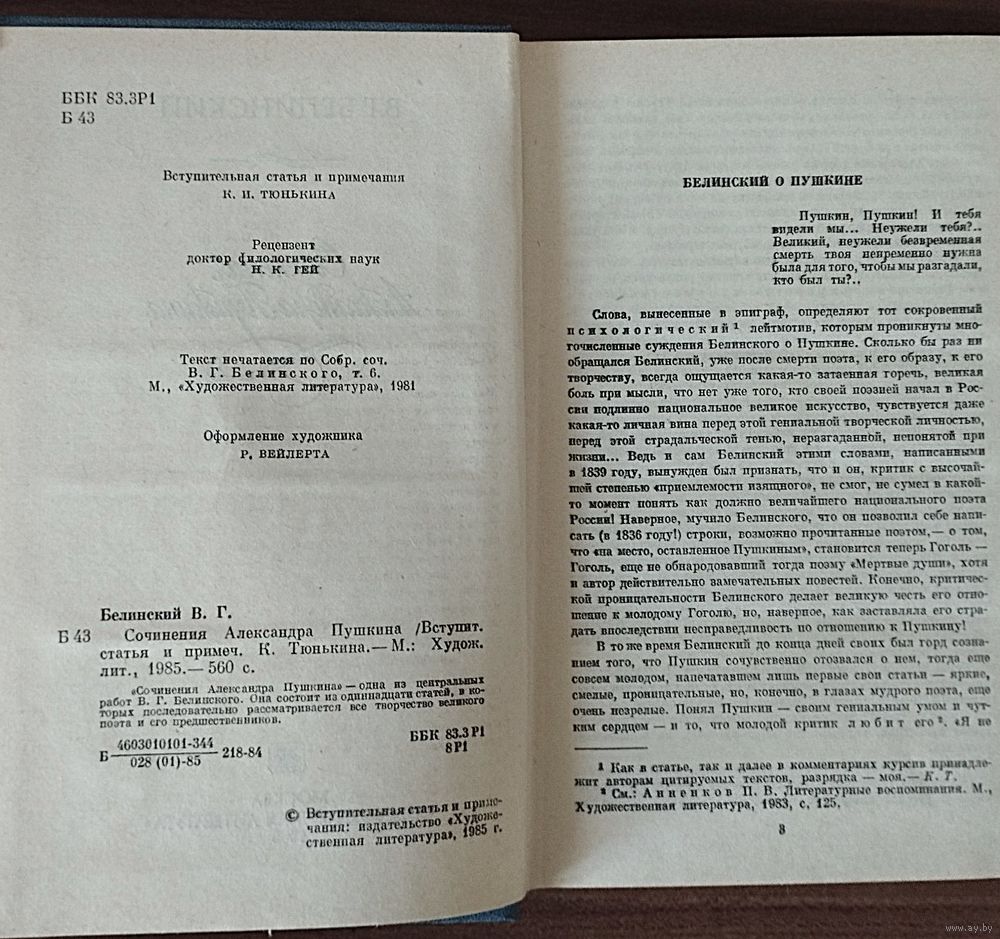 ББК 83.3Р1
Б 43
Вступительная статья и примечания
К. И. ТЮНЬКИНА
Рецензент
доктор филологических наук
Н. К. ГЕЙ
Текст печатается по Собр. соч.
В. Г. Белинского, т. 6.
М., «Художественная литература», 1981
Оформление художника
Р. ВЕЙЛЕРТА
Белинский В. Г.
Б 43 Сочинения Александра Пушкина /Вступит.
статья и примеч. К. Тюнькина.— М.: Худож.
лит., 1985.— 560 с.
«Сочинения Александра Пушкина» — одна из центральных
работ В. Г. Белинского. Она состоит из одиннадцати статей, в ко-
торых последовательно рассматривается все творчество великого
поэта и его предшественников.
Б 4603010101-344 218-84
028 (01)-85
ББК 83.3Р1
8Р1
© Вступительная статья и приме-
чания: издательство «Художе-
ственная литература», 1985 г.
БЕЛИНСКИЙ О ПУШКИНЕ
Пушкин, Пушкин! И тебя
видели мы... Неужели тебя?..
Великий, неужели безвременная
смерть твоя непременно нужна
была для того, чтобы мы разгадали,
кто был ты?..
Слова, вынесенные в эпиграф, определяют тот сокровенный
психологический ¹ лейтмотив, которым проникнуты мно-
гочисленные суждения Белинского о Пушкине. Сколько бы раз ни
обращался Белинский, уже после смерти поэта, к его образу, к его
творчеству, всегда ощущается какая-то затаенная горечь, великая
боль при мысли, что нет уже того, кто своей поэзией начал в Рос-
сии подлинно национальное великое искусство, чувствуется даже
какая-то личная вина перед этой гениальной творческой личностью,
перед этой страдальческой тенью, неразгаданной, непонятой при
жизни... Ведь и сам Белинский этими словами, написанными
в 1839 году, вынужден был признать, что и он, критик с высочай-
шей степенью «приемлемости изящного», не смог, не сумел в какой-
то момент понять как должно величайшего национального поэта
России! Наверное, мучило Белинского, что он позволил себе напи-
сать (в 1836 году!) строки, возможно прочитанные поэтом,— о том,
что «на место, оставленное Пушкиным», становится теперь Гоголь —
Гоголь, еще не обнародовавший тогда поэму «Мертвые души», хотя
и автор действительно замечательных повестей. Конечно, критичес-
кой проницательности Белинского делает великую честь его отно-
шение к молодому Гоголю, но, наверное, как заставляла его стра-
дать впоследствии несправедливость по отношению к Пушкину!
В то же время Белинский до конца дней своих был горд созна-
нием того, что Пушкин сочувственно отозвался о нем, тогда еще
совсем молодом, напечатавшем лишь первые свои статьи — яркие,
смелые, проницательные, но, конечно, в глазах мудрого поэта, еще
очень незрелые. Понял Пушкин — своим гениальным умом и чут-
ким сердцем — и то, что молодой критик любит его ². «Я не
¹ Как в статье, так и далее в комментариях курсив принадле-
жит авторам цитируемых текстов, разрядка — моя.— К. Т.
² См.: Анненков П. В. Литературные воспоминания. М.,
Художественная литература, 1983, с. 125.
3
www.ay.by